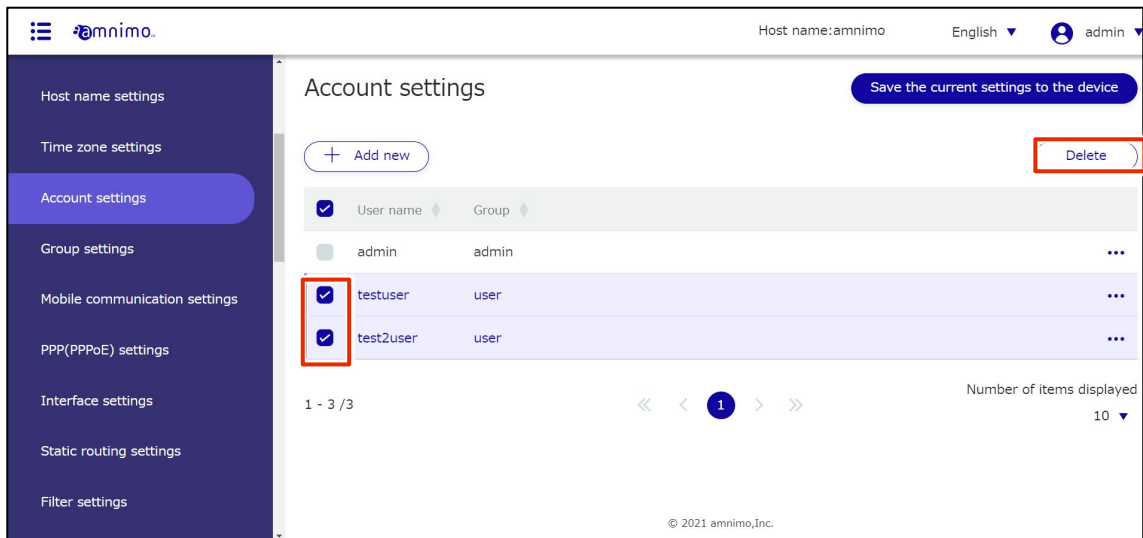 amnimo
Host name:amnimo
English
admin
Host name settings
Time zone settings
Account settings
Group settings
Mobile communication settings
PPP(PPPoE) settings
Interface settings
Static routing settings
Filter settings
Account settings
Save the current settings to the device
+ Add new
Delete
User name Group
admin admin •••
testuser user •••
test2user user •••
1 - 3 /3
1
Number of items displayed
10
© 2021 amnimo,Inc.